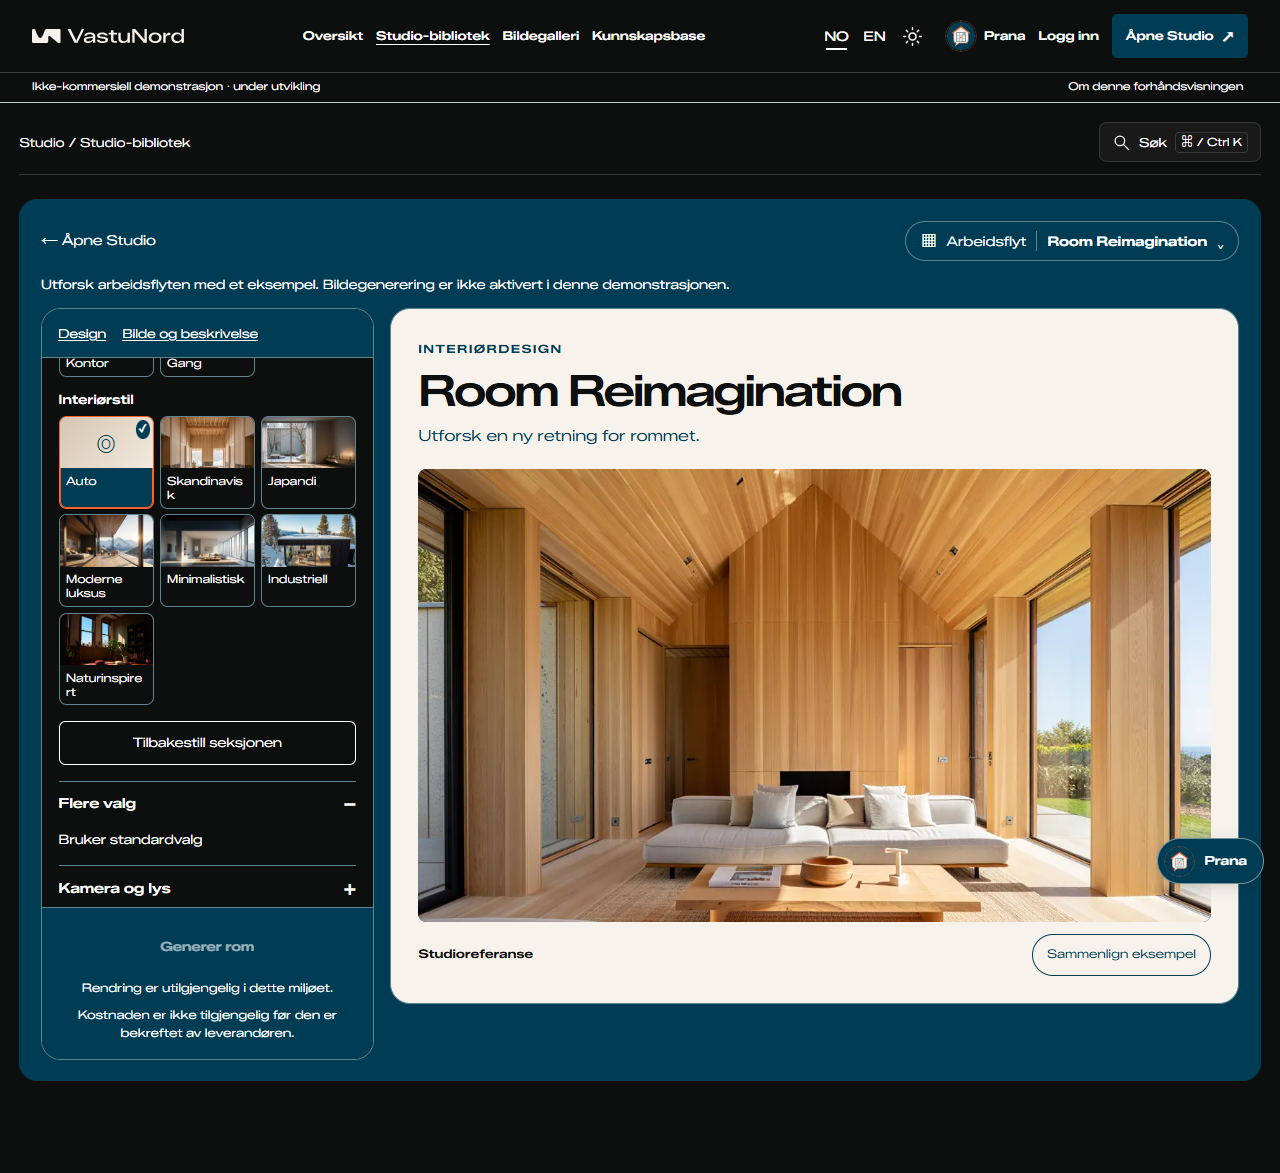 VastuNord
Oversikt Studio-bibliotek Bildegalleri Kunnskapsbase
NO EN
Prana Logg inn Åpne Studio ↗
Ikke-kommersiell demonstrasjon · under utvikling
Om denne forhåndsvisningen
Studio / Studio-bibliotek
Søk ⌘ / Ctrl K
← Åpne Studio
Arbeidsflyt Room Reimagination
Utforsk arbeidsflyten med et eksempel. Bildegenerering er ikke aktivert i denne demonstrasjonen.
Design Bilde og beskrivelse
Kontor Gang
Interiørstil
Auto
Skandinavis
k
Japandi
Moderne
luksus
Minimalistisk
Industriell
Naturinspire
rt
Tilbakestill seksjonen
Flere valg −
Bruker standardvalg
Kamera og lys +
Generer rom
Rendring er utilgjengelig i dette miljøet.
Kostnaden er ikke tilgjengelig før den er
bekreftet av leverandøren.
INTERIØRDESIGN
Room Reimagination
Utforsk en ny retning for rommet.
Studioreferanse
Sammenlign eksempel
Prana